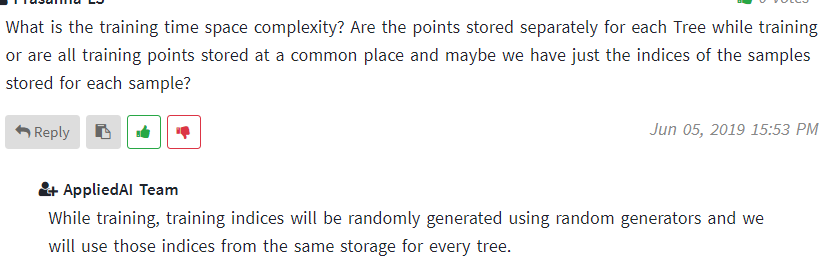 What is the training time space complexity? Are the points stored separately for each Tree while training
or are all training points stored at a common place and maybe we have just the indices of the samples
stored for each sample?
Reply
Jun 05, 2019 15:53 PM
AppliedAI Team
While training, training indices will be randomly generated using random generators and we
will use those indices from the same storage for every tree.